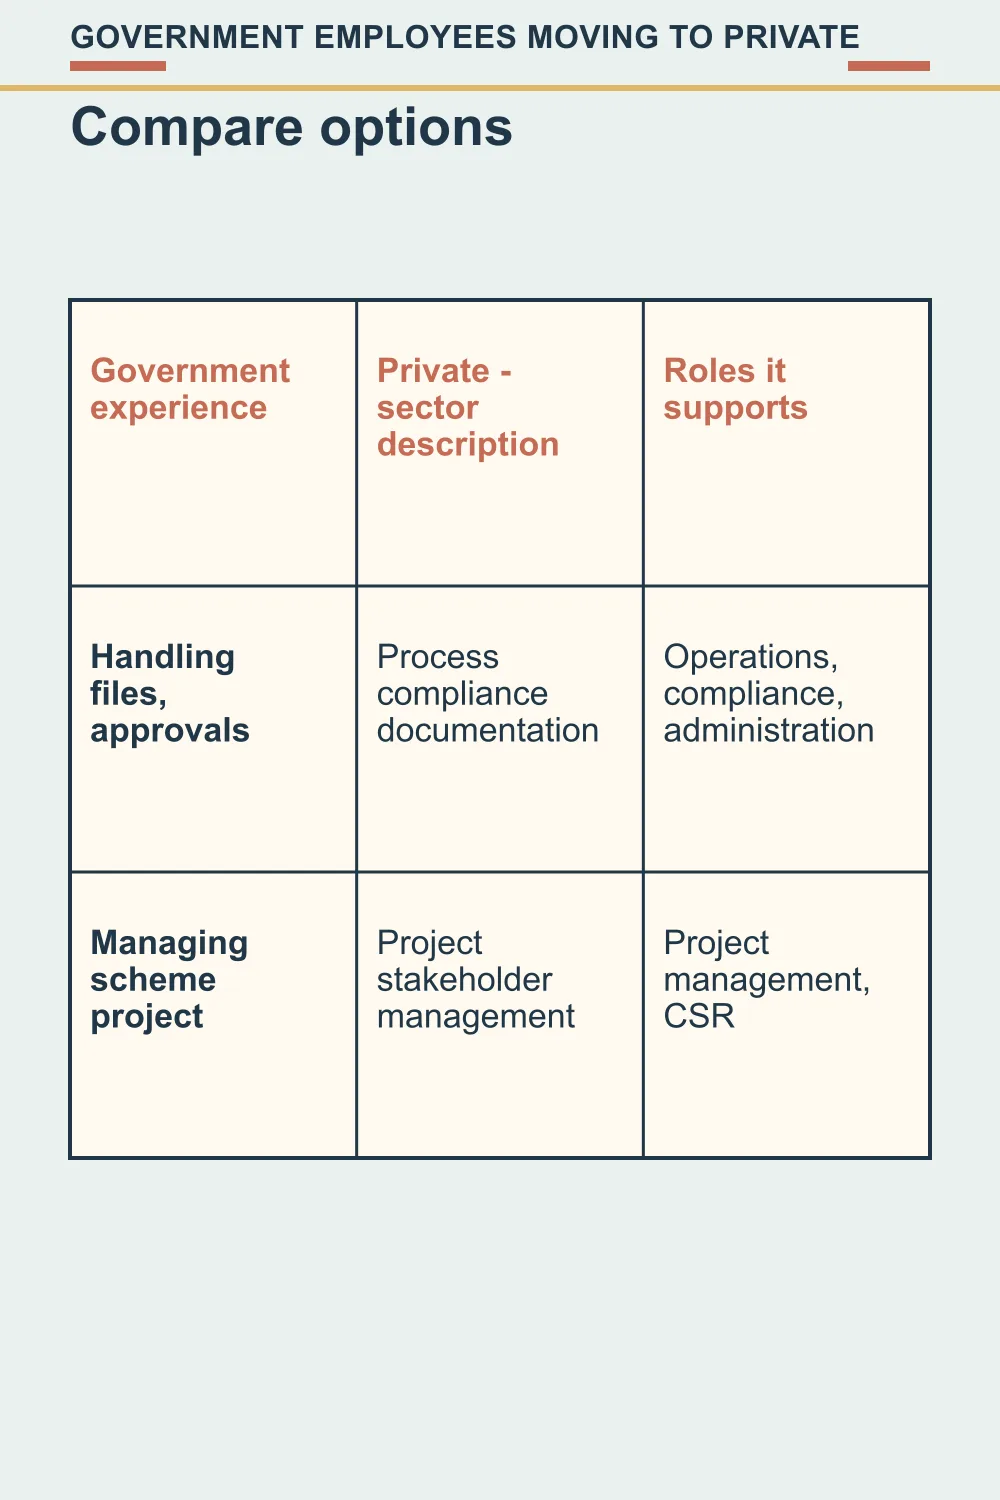 GOVERNMENT EMPLOYEES MOVING TO PRIVATE
Compare options
Government
experience
Private -
sector
description
Roles it
supports
Handling
files,
approvals
Process
compliance
documentation
Operations,
compliance,
administration
Managing
scheme
project
Project
stakeholder
management
Project
management,
CSR